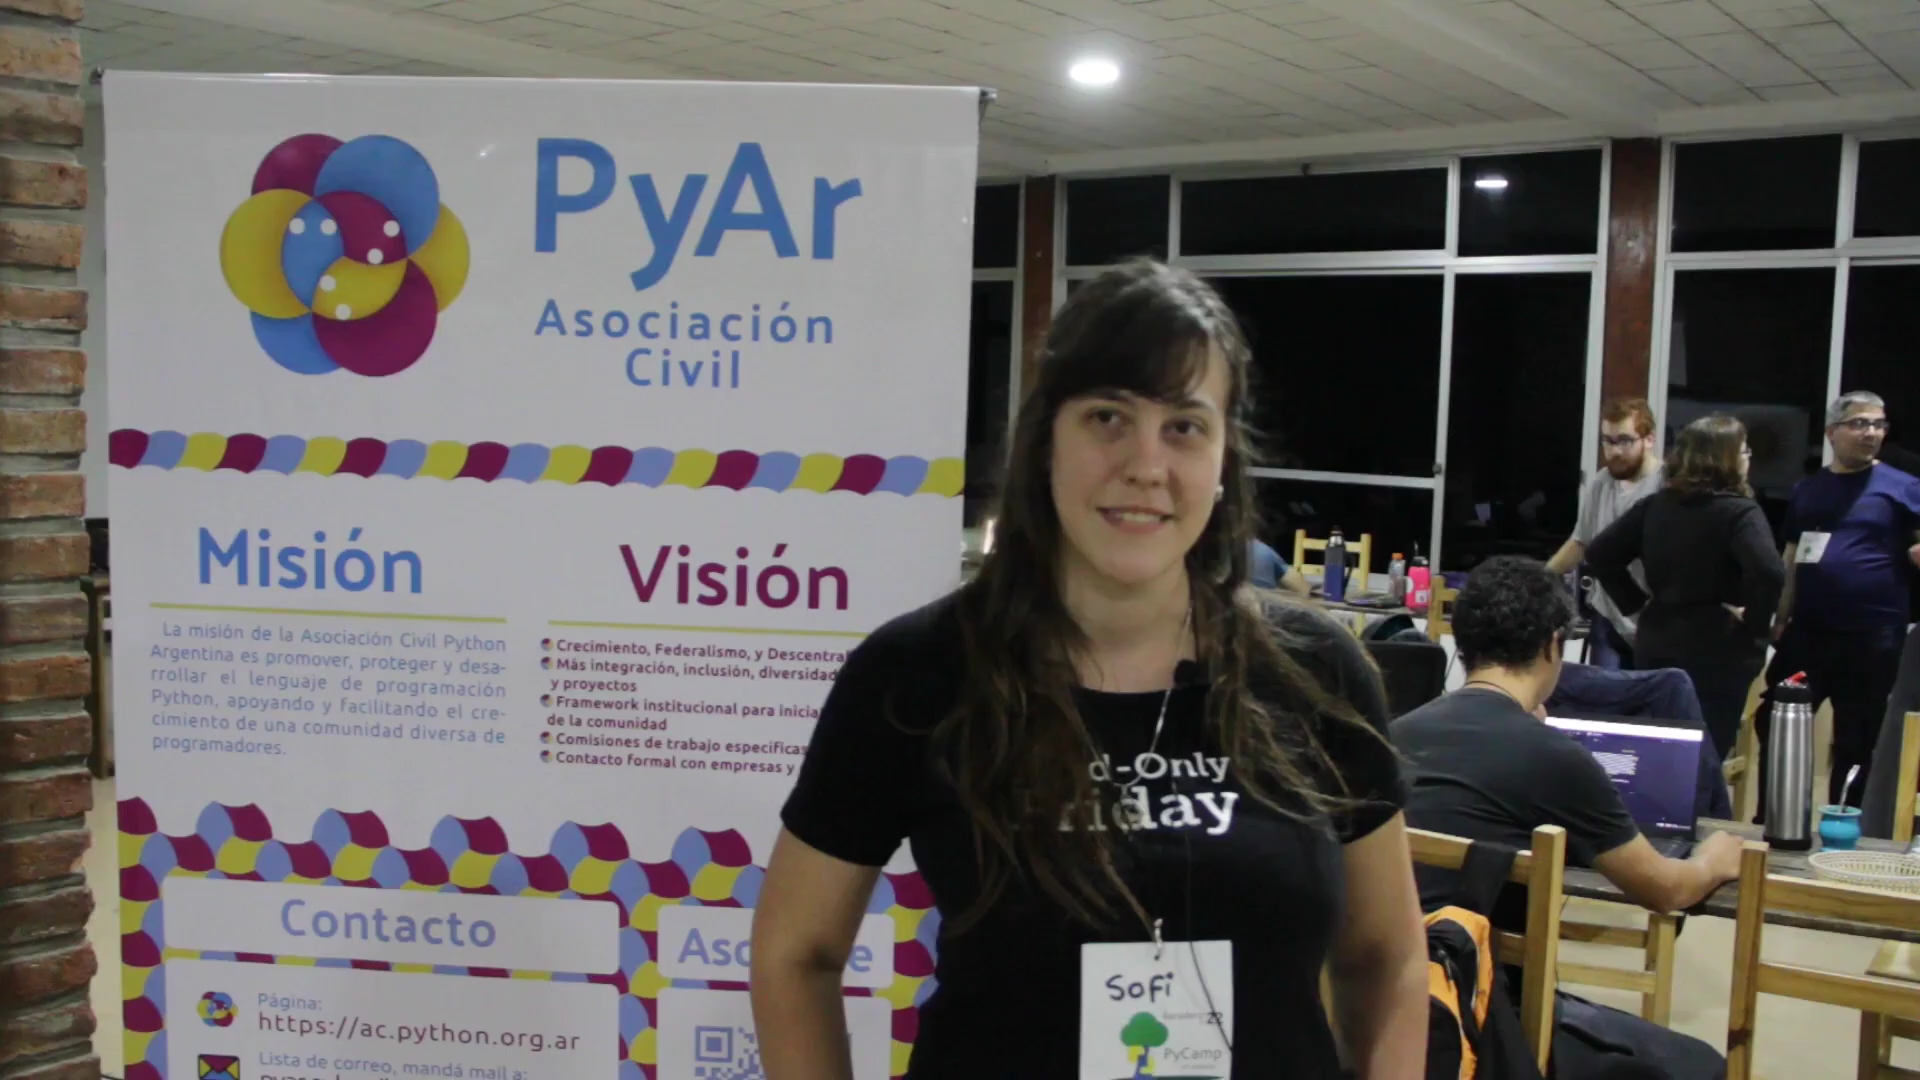 PyAr
Asociación
Civil
Misión
La misión de la Asociación Civil Python
Argentina es promover, proteger y desa-
rrollar el lenguaje de programación
Python, apoyando y facilitando el cre-
cimiento de una comunidad diversa de
programadores.
Visión
Crecimiento, Federalismo, y Descentral
Más integración, inclusión, diversidad
y proyectos
Framework institucional para inicia
de la comunidad
Comisiones de trabajo específicas
Contacto formal con empresas y
Contacto
Página:
https://ac.python.org.ar
Lista de correo, mandá mail a:
d-Only
riday
Sofi
22
PyCamp